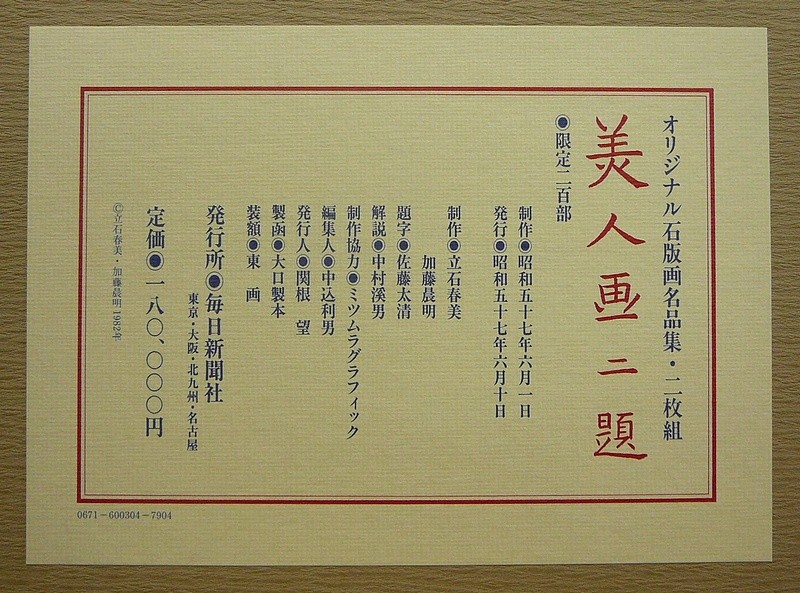 オリジナル石版画名品集・二枚組
美人画二題
●限定二百部
制作●昭和五十七年六月一日
発行●昭和五十七年六月十日
制作●立石春美
加藤晨明
題字●佐藤太清
解説●中村溪男
制作協力●ミツムラグラフィック
編集人●中込利男
発行人●関根 望
製函●大口製本
装額●東 画
発行所●毎日新聞社
東京・大阪・北九州・名古屋
定価●一八〇、〇〇〇円
©立石春美・加藤晨明 1982年
0671-600304-7904